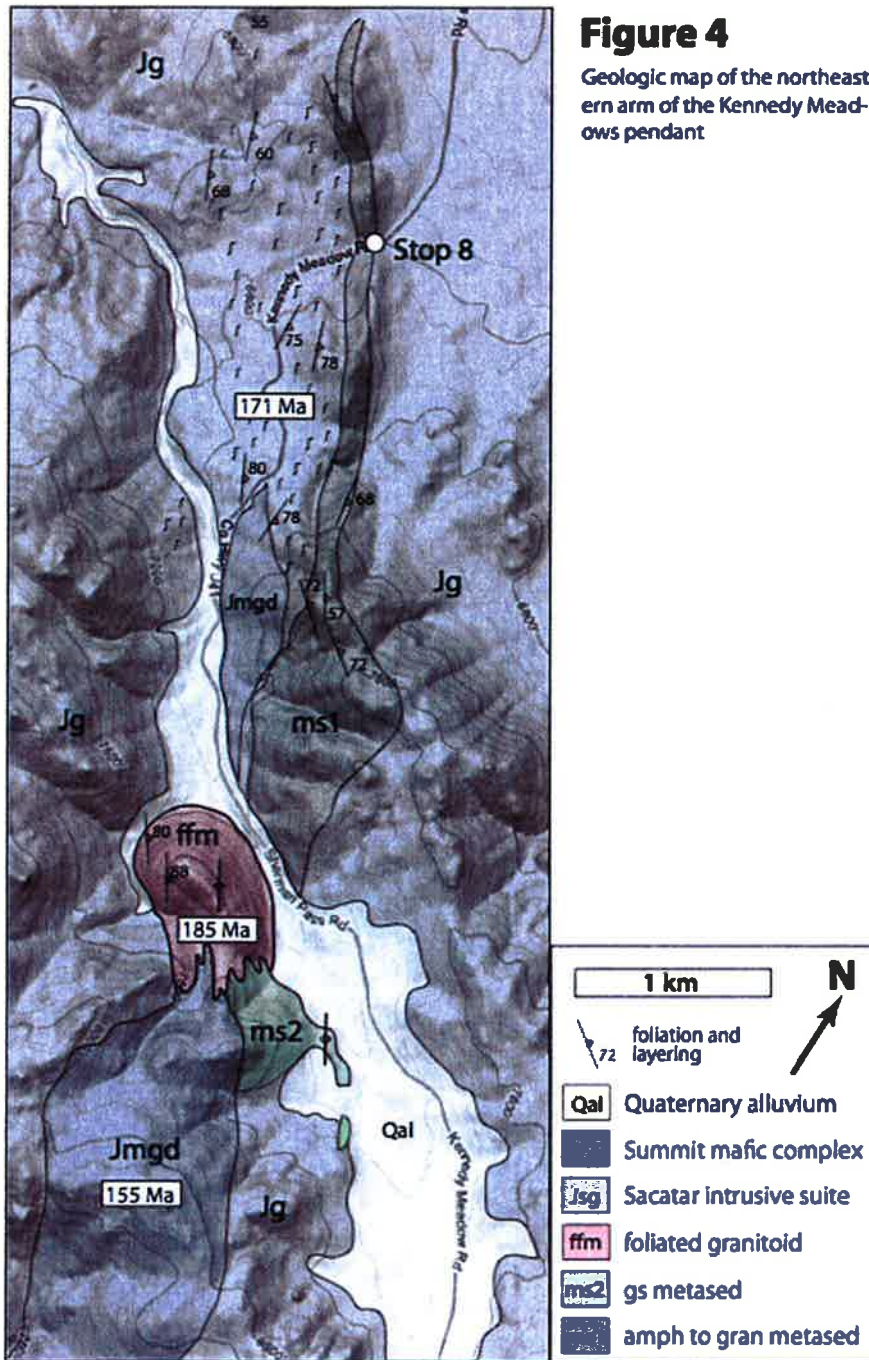 Figure 4
Geologic map of the northeast
ern arm of the Kennedy Mead-
ows pendant
Jg
55
Rd
60
68
Stop 8
Kennedy Meadow R
6800
75
78
171 Ma
80
68
78
72
Jmgd
57
Jg
72
Jg
ms1
ffm
80
88
185 Ma
Sherman Pass Rd
ms2
Qal
Jmgd
155 Ma
Jg
Kennedy Meadow Rd
1 km
N
72
foliation and
layering
Qal Quaternary alluvium
Summit mafic complex
Jsg Sacatar intrusive suite
ffm foliated granitoid
ms2 gs metased
amph to gran metased